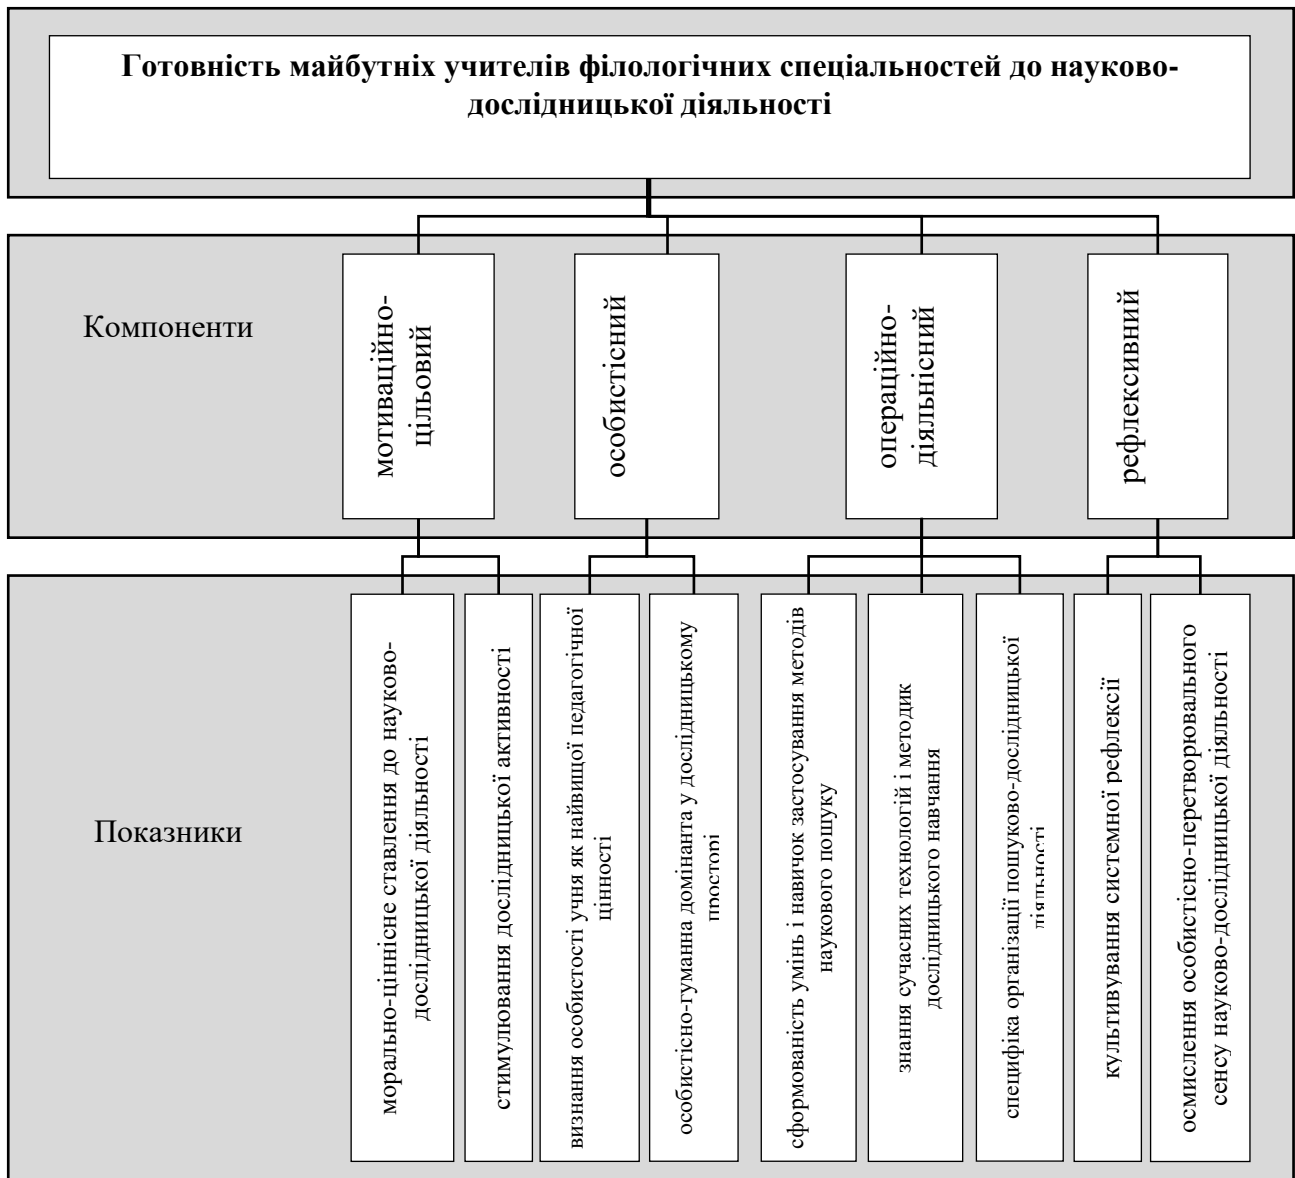 Готовність майбутніх учителів філологічних спеціальностей до науково-
дослідницької діяльності
Компоненти
мотиваційно-
цільовий
особистісний
операційно-
діяльнісний
рефлексивний
Показники
морально-ціннісне ставлення до науково-
дослідницької діяльності
стимулювання дослідницької активності
визнання особистості учня як найвищої педагогічної
цінності
особистісно-гуманна домінанта у дослідницькому
просторі
сформованість умінь і навичок застосування методів
наукового пошуку
знання сучасних технологій і методик
дослідницького навчання
специфіка організації пошуково-дослідницької
діяльності
культивування системної рефлексії
осмислення особистісно-перетворювального
сенсу науково-дослідницької діяльності